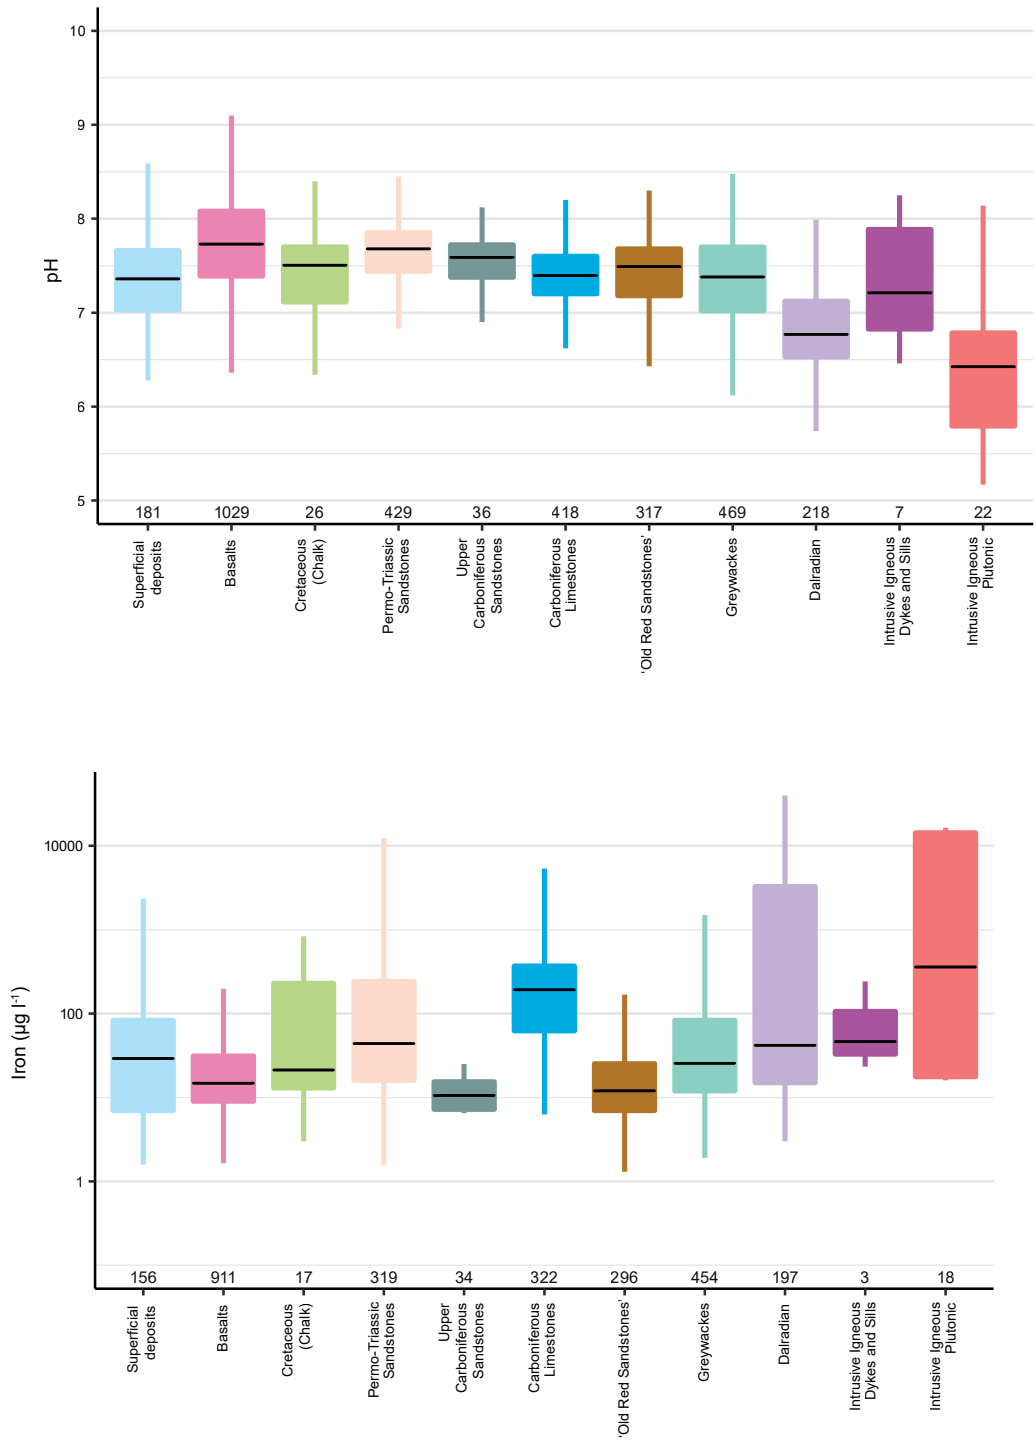 10
9
8
7
6
5
pH
181 1029 26 429 36 418 317 469 218 7 22
Superficial
deposits
Basalts
Cretaceous
(Chalk)
Permo-Triassic
Sandstones
Upper
Carboniferous
Sandstones
Carboniferous
Limestones
'Old Red Sandstones'
Greywackes
Dalradian
Intrusive Igneous
Dykes and Sills
Intrusive Igneous
Plutonic
10000
100
1
Iron (µg l⁻¹)
156 911 17 319 34 322 296 454 197 3 18
Superficial
deposits
Basalts
Cretaceous
(Chalk)
Permo-Triassic
Sandstones
Upper
Carboniferous
Sandstones
Carboniferous
Limestones
'Old Red Sandstones'
Greywackes
Dalradian
Intrusive Igneous
Dykes and Sills
Intrusive Igneous
Plutonic